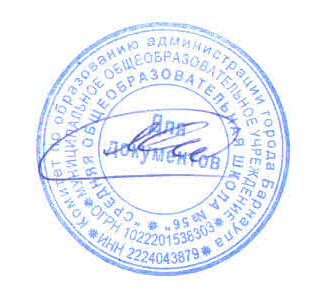 Комитет по образованию администрации города Барнаула
* МУНИЦИПАЛЬНОЕ ОБЩЕОБРАЗОВАТЕЛЬНОЕ УЧРЕЖДЕНИЕ *
"СРЕДНЯЯ ОБЩЕОБРАЗОВАТЕЛЬНАЯ ШКОЛА № 56"
* ОГРН 1022201538303 *
* ИНН 2224043879 *
Для
документов